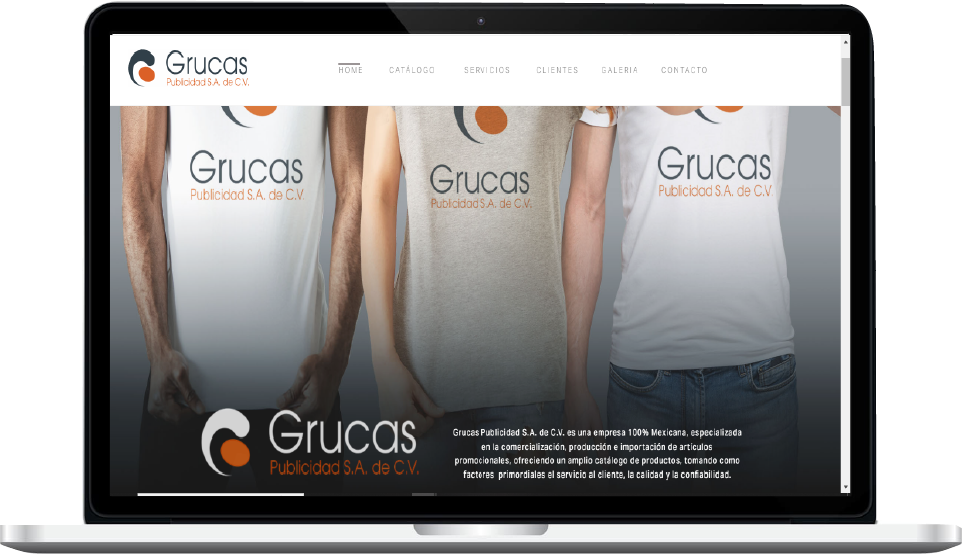 Grucas
Publicidad S.A. de C.V.
HOME CATÁLOGO SERVICIOS CLIENTES GALERIA CONTACTO
Grucas
Publicidad S.A. de C.V.
Grucas
Publicidad S.A. de C.V.
Grucas
Publicidad S.A. de C.V
Grucas
Publicidad S.A. de C.V.
Grucas Publicidad S.A. de C.V. es una empresa 100% Mexicana, especializada
en la comercialización, producción e importación de artículos
promocionales, ofreciendo un amplio catálogo de productos, tomando como
factores primordiales el servicio al cliente, la calidad y la confiabilidad.